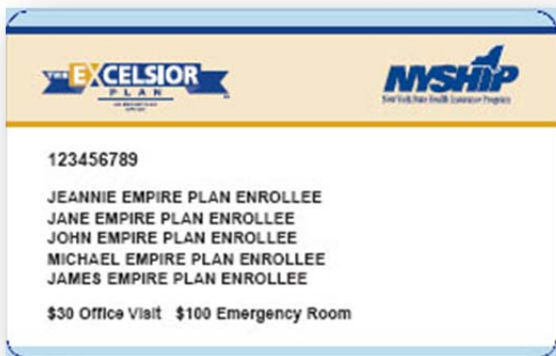 THE EXCELSIOR
PLAN
NYSHIP
New York State Health Insurance Program
123456789
JEANNIE EMPIRE PLAN ENROLLEE
JANE EMPIRE PLAN ENROLLEE
JOHN EMPIRE PLAN ENROLLEE
MICHAEL EMPIRE PLAN ENROLLEE
JAMES EMPIRE PLAN ENROLLEE
$30 Office Visit $100 Emergency Room